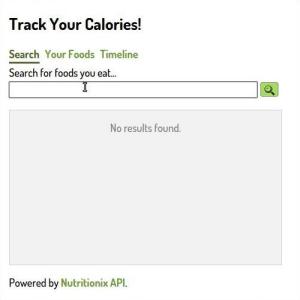 Track Your Calories!
Search Your Foods Timeline
Search for foods you eat...
No results found.
Powered by Nutritionix API.